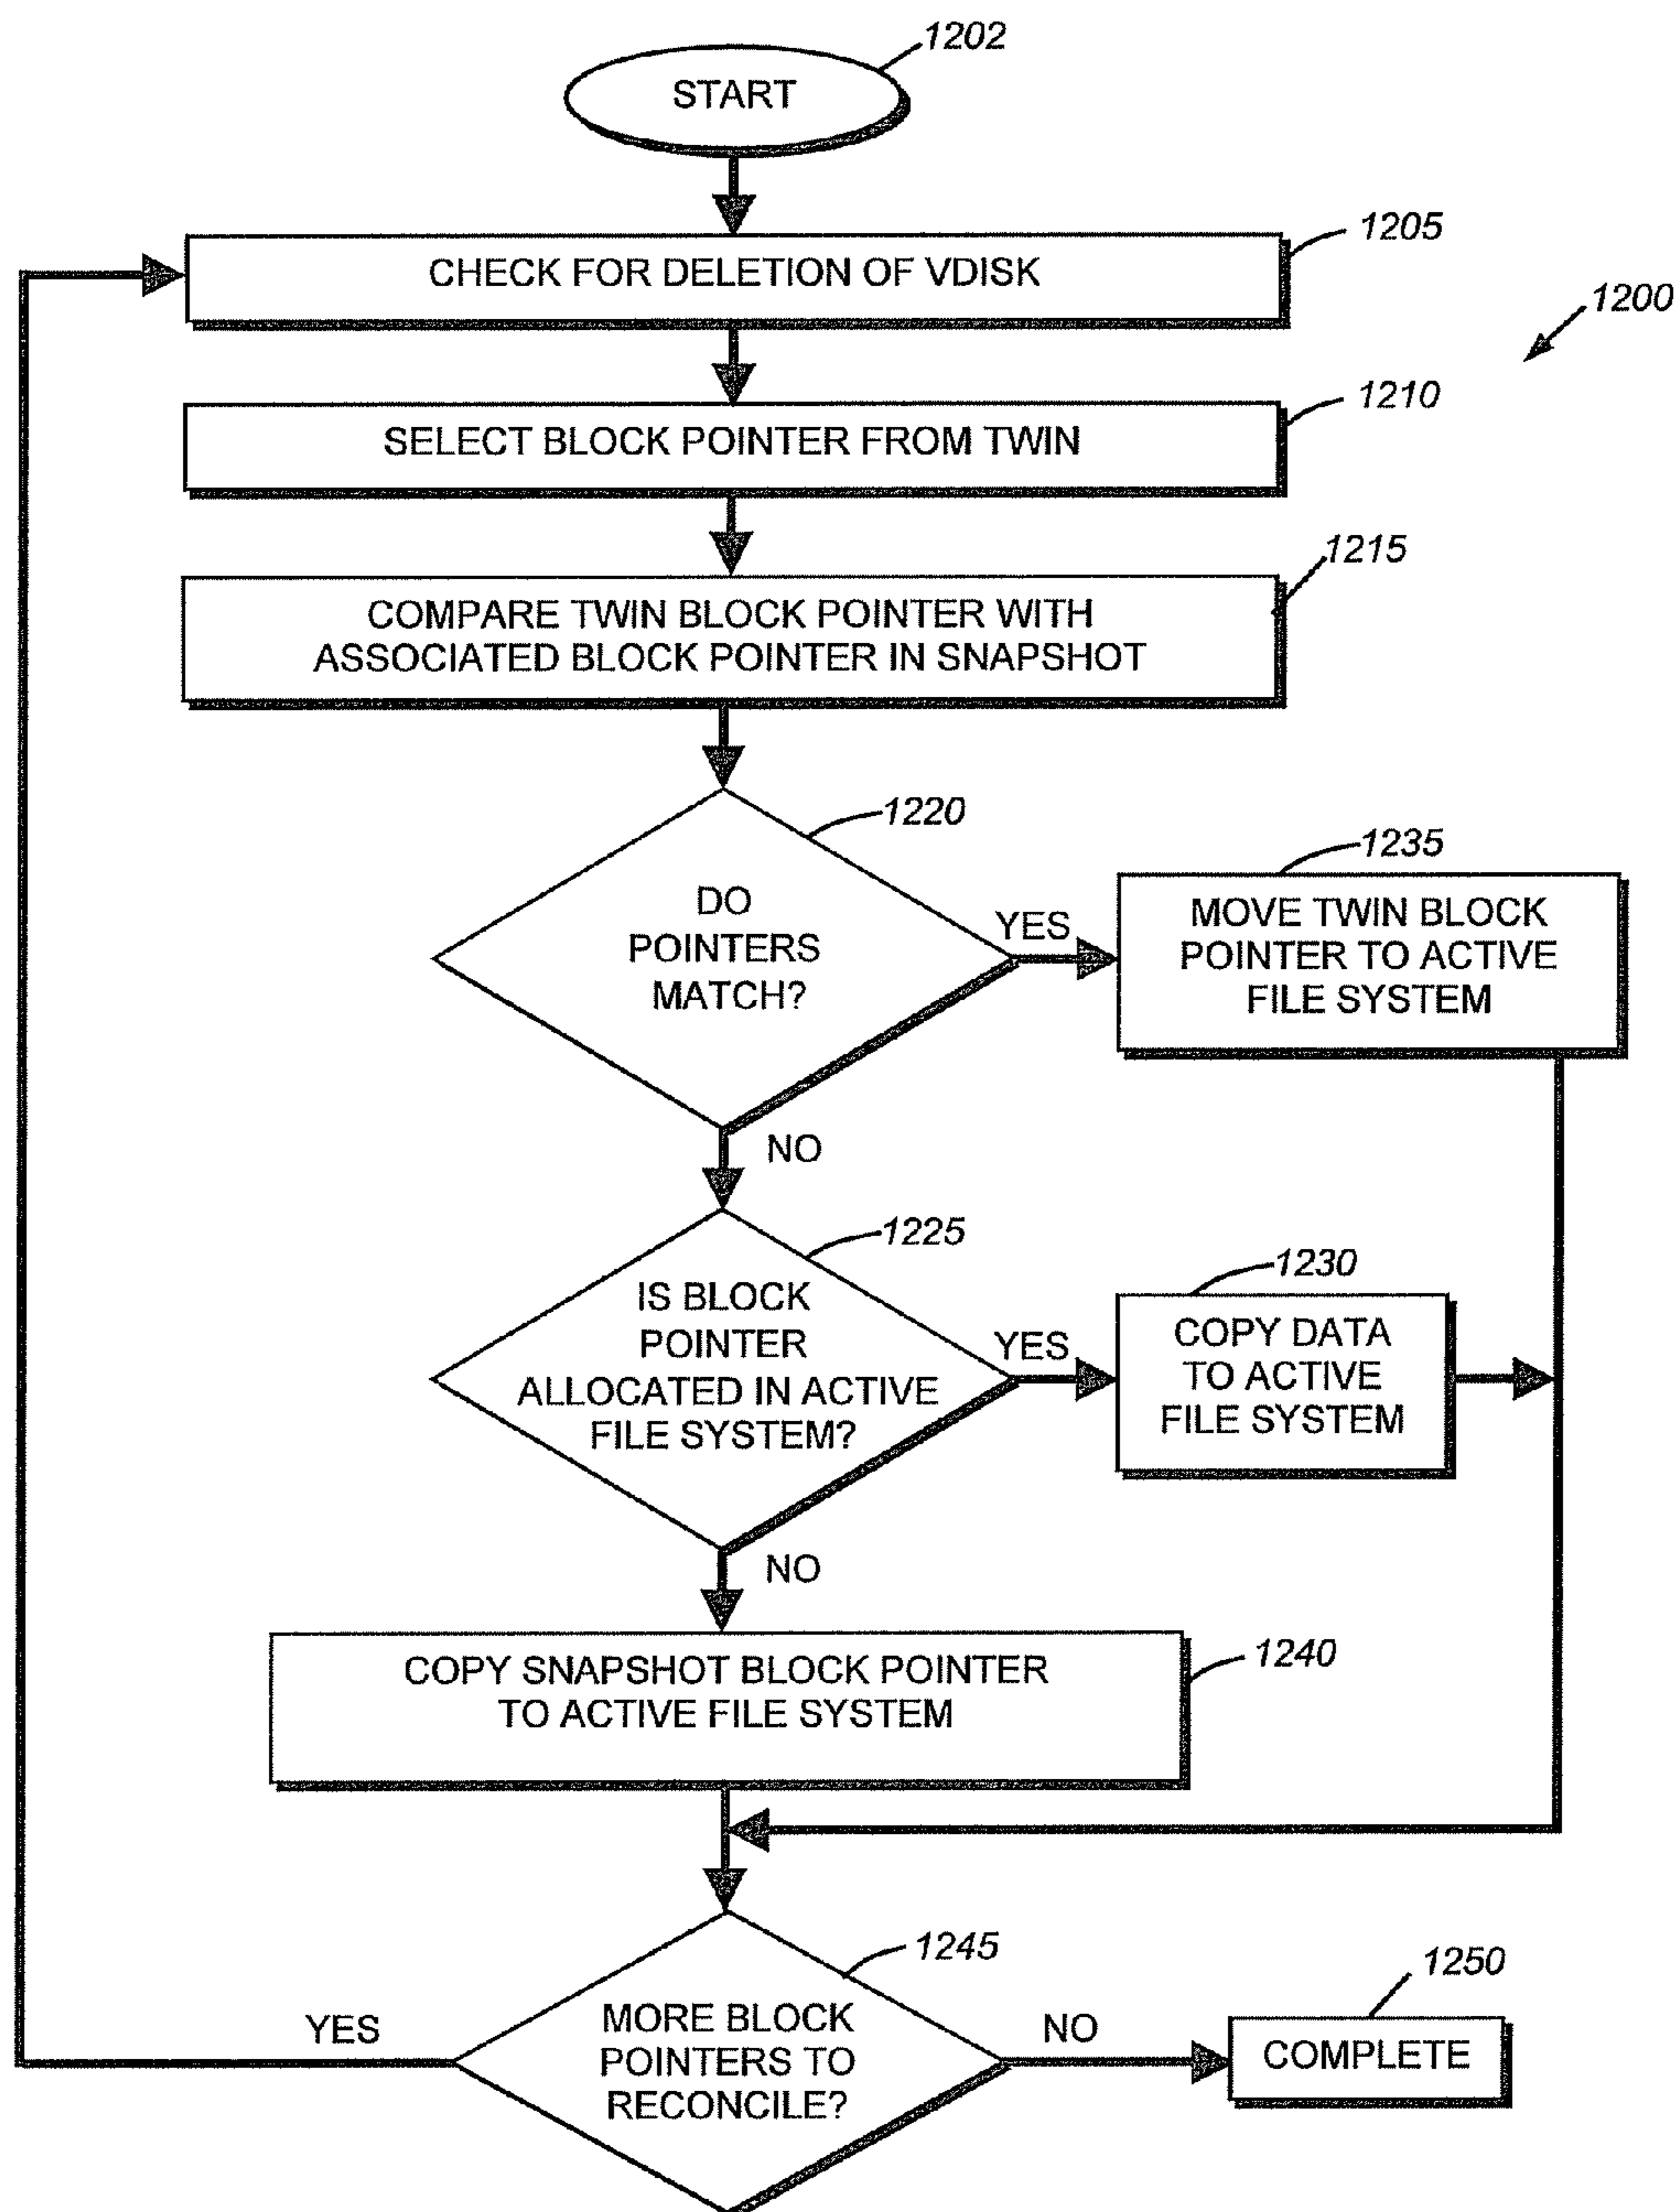 1202
START
1205
CHECK FOR DELETION OF VDISK
1200
1210
SELECT BLOCK POINTER FROM TWIN
1215
COMPARE TWIN BLOCK POINTER WITH
ASSOCIATED BLOCK POINTER IN SNAPSHOT
1220
DO
POINTERS
MATCH?
YES
1235
MOVE TWIN BLOCK
POINTER TO ACTIVE
FILE SYSTEM
NO
1225
IS BLOCK
POINTER
ALLOCATED IN ACTIVE
FILE SYSTEM?
YES
1230
COPY DATA
TO ACTIVE
FILE SYSTEM
NO
1240
COPY SNAPSHOT BLOCK POINTER
TO ACTIVE FILE SYSTEM
1245
MORE BLOCK
POINTERS TO
RECONCILE?
YES
NO
1250
COMPLETE